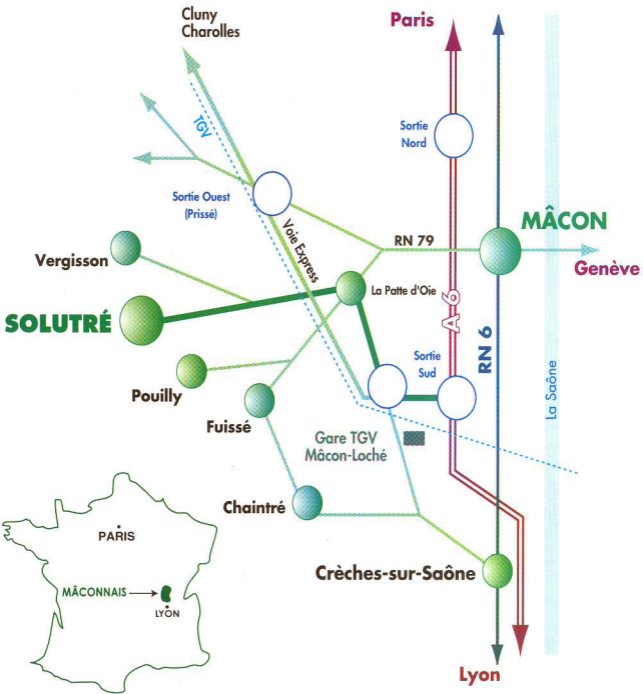 Cluny
Charolles
Paris
TGV
Sortie
Nord
Sortie Ouest
(Prissé)
Voie Express
MÂCON
RN 79
Vergisson
Genève
La Patte d'Oie
SOLUTRÉ
A 6
RN 6
Sortie
Sud
La Saône
Pouilly
Fuissé
Gare TGV
Mâcon-Loché
Chaintré
PARIS
Crèches-sur-Saône
MÂCONNAIS
LYON
Lyon